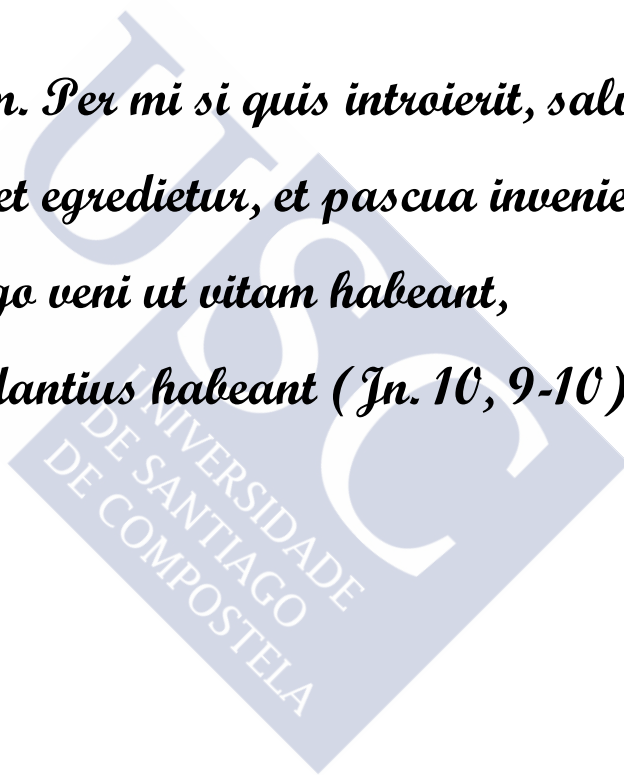 n. Per mi si quis introierit, salv
et egredietur, et pascua invenie
go veni ut vitam habeant,
dantius habeant (Jn. 10, 9-10)
USC
UNIVERSIDADE
DE SANTIAGO
DE COMPOSTELA